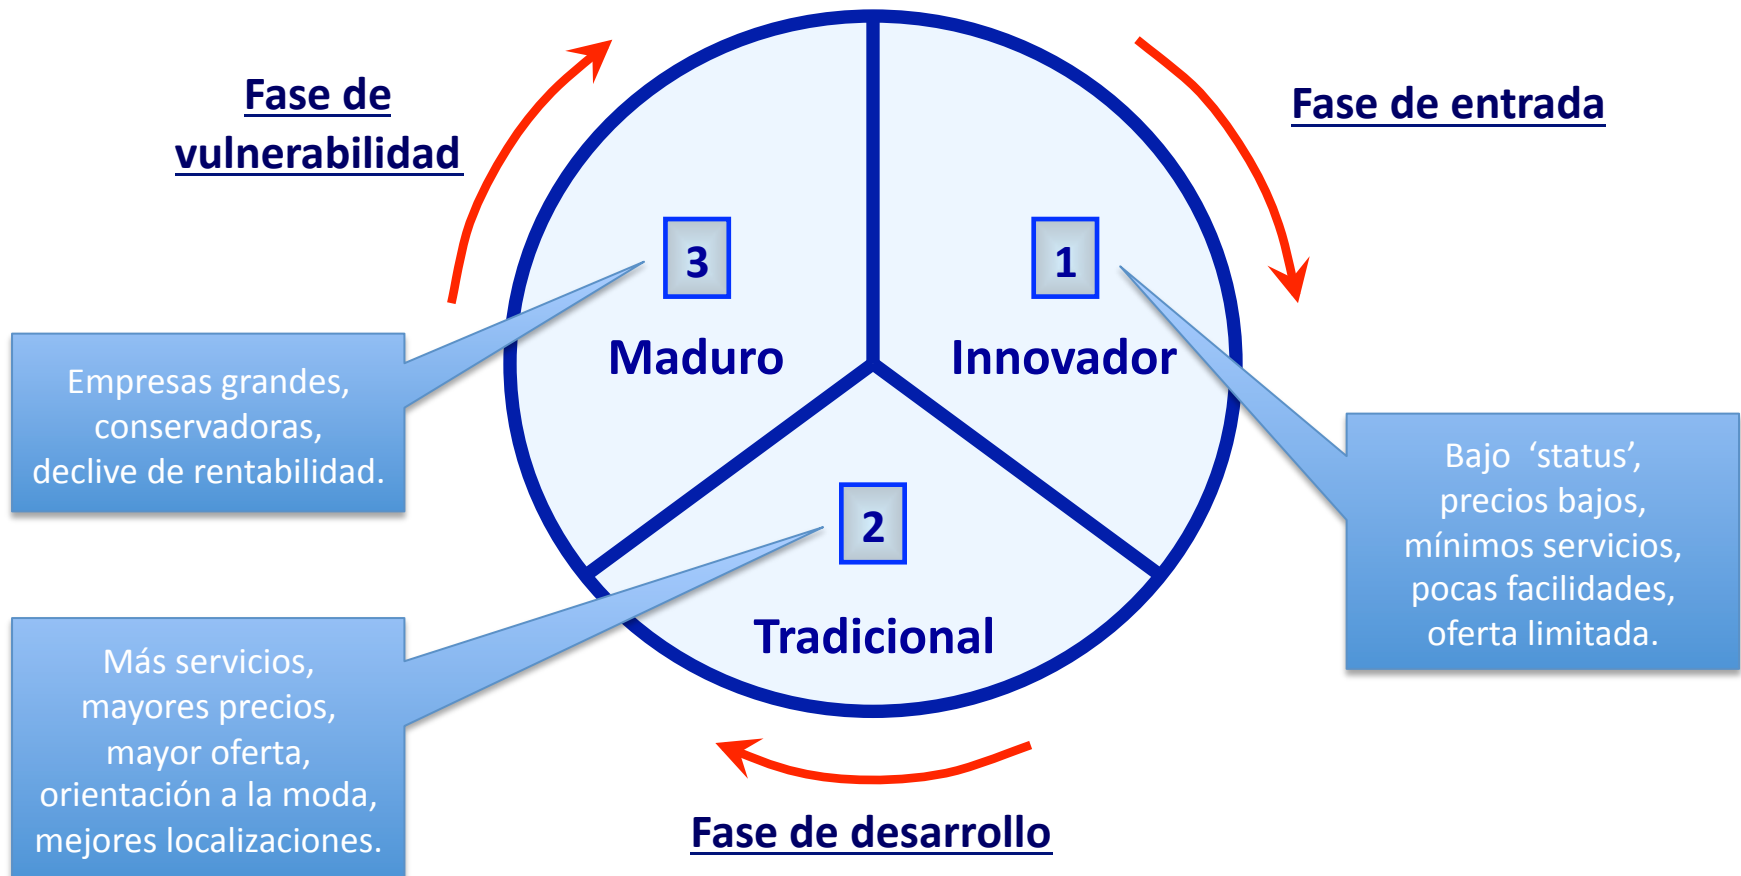 Fase de
vulnerabilidad
Fase de entrada
3
Maduro
1
Innovador
Empresas grandes,
conservadoras,
declive de rentabilidad.
Bajo  ‘status’,
precios bajos,
mínimos servicios,
pocas facilidades,
oferta limitada.
2
Tradicional
Más servicios,
mayores precios,
mayor oferta,
orientación a la moda,
mejores localizaciones.
Fase de desarrollo